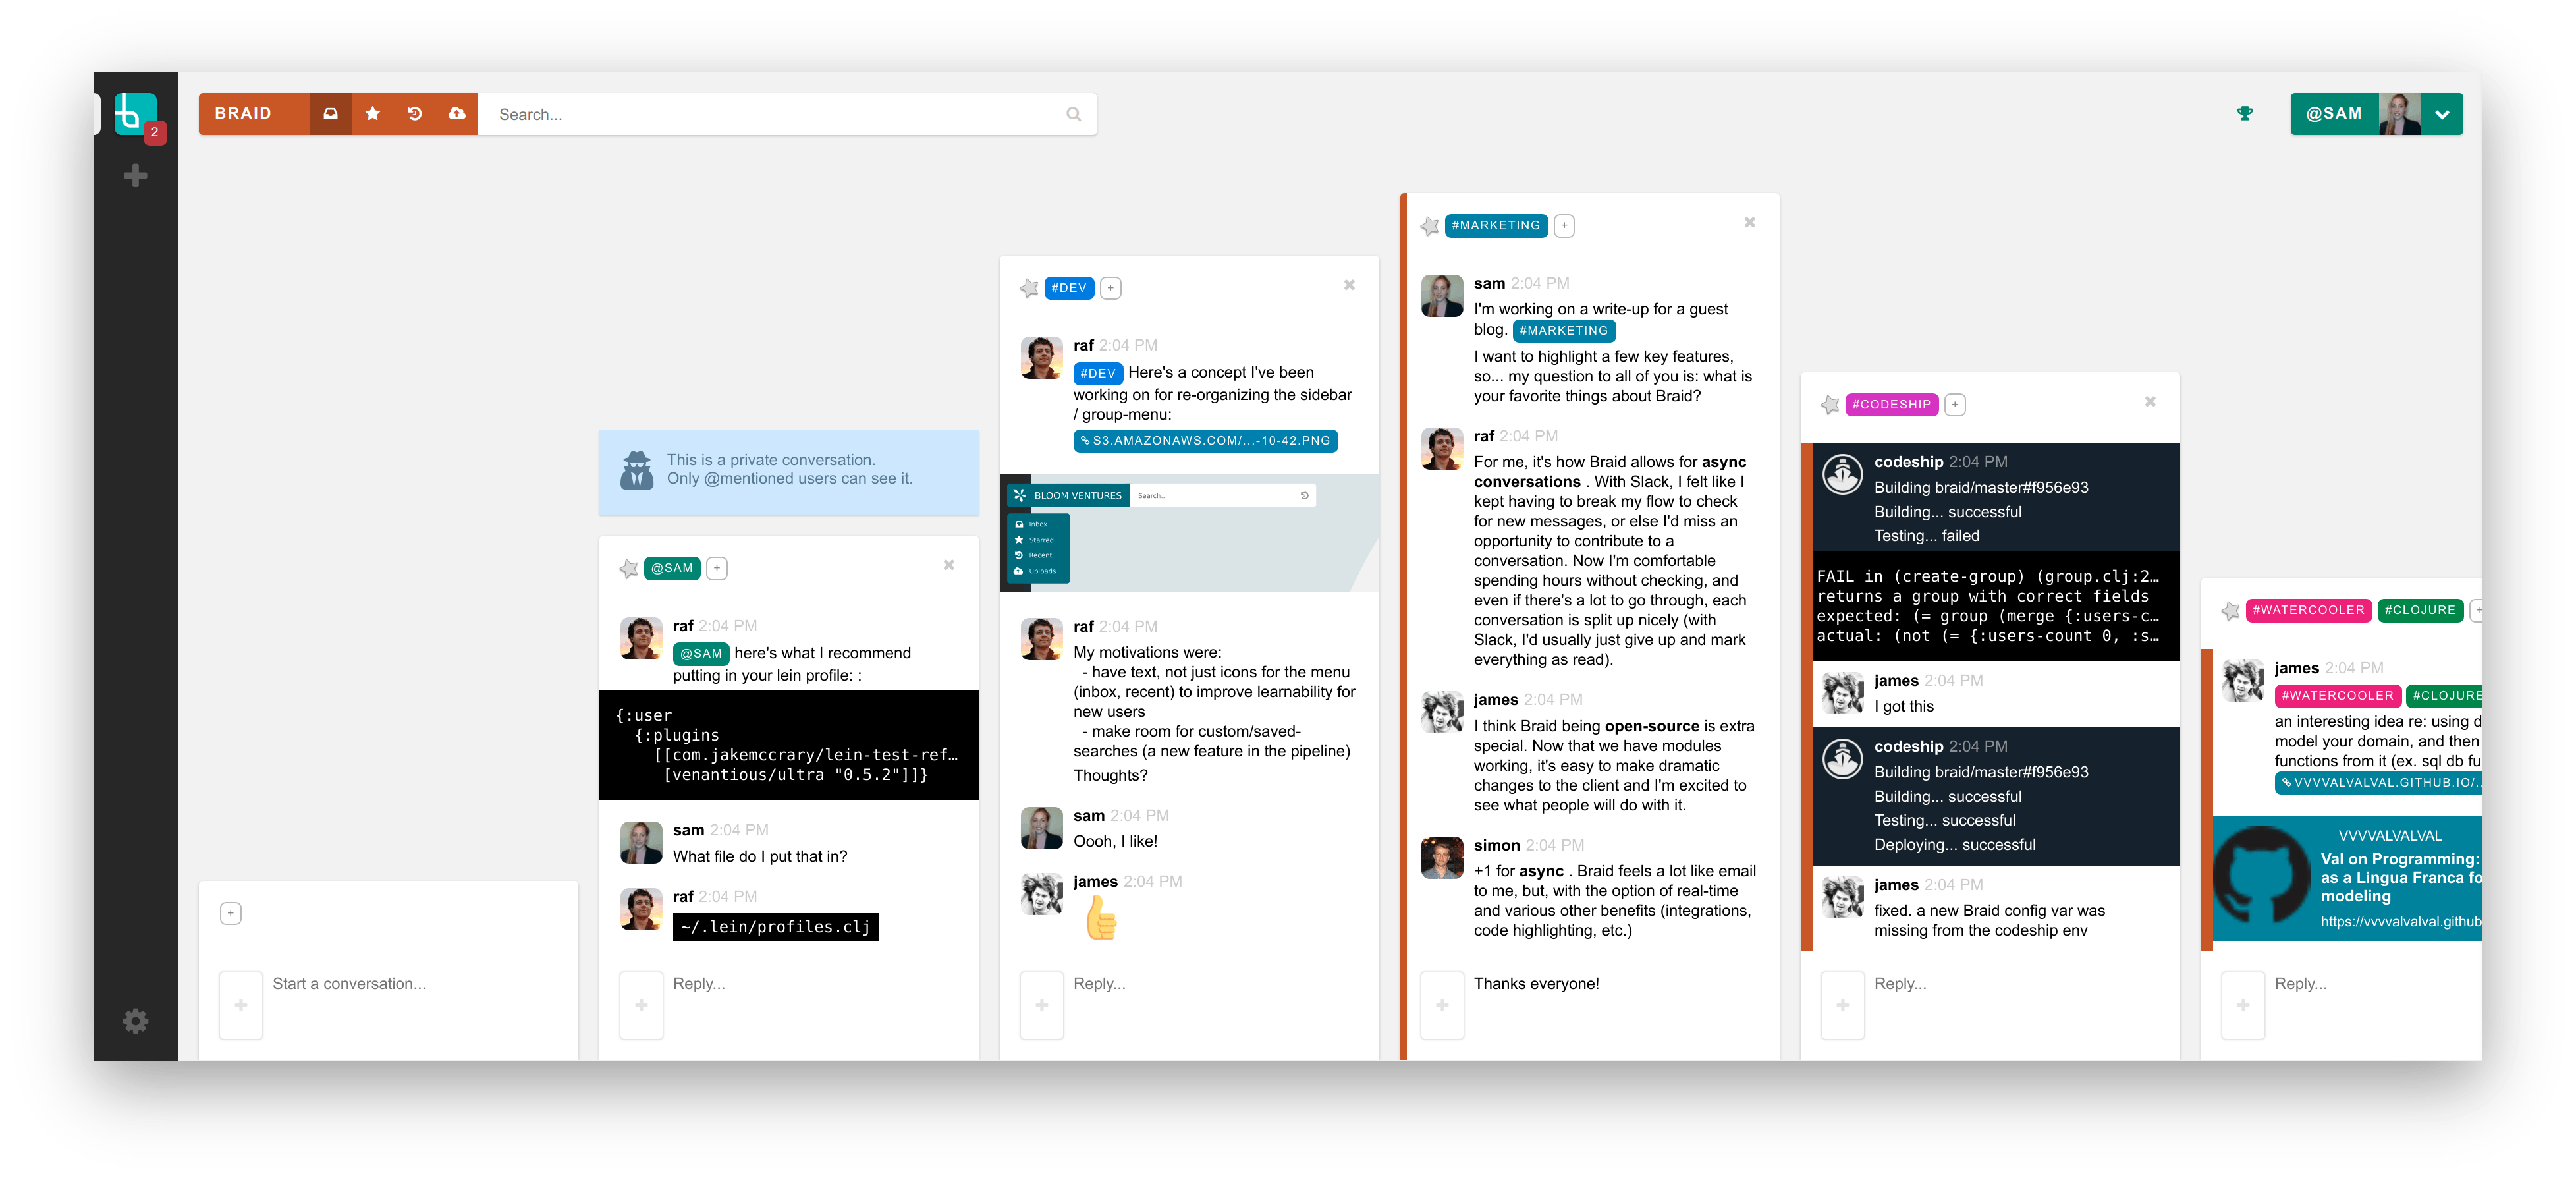 2
BRAID
Search...
@SAM
Start a conversation...
This is a private conversation.
Only @mentioned users can see it.
@SAM
raf 2:04 PM
@SAM here's what I recommend
putting in your lein profile: :
{:user
{:plugins
[[com.jakemccrary/lein-test-ref…
[venantious/ultra "0.5.2"]]}
sam 2:04 PM
What file do I put that in?
raf 2:04 PM
~/.lein/profiles.clj
Reply...
#DEV
raf 2:04 PM
#DEV Here's a concept I've been
working on for re-organizing the sidebar
/ group-menu:
S3.AMAZONAWS.COM/...-10-42.PNG
BLOOM VENTURES
Search...
Inbox
Starred
Recent
Uploads
raf 2:04 PM
My motivations were:
- have text, not just icons for the menu
(inbox, recent) to improve learnability for
new users
- make room for custom/saved-
searches (a new feature in the pipeline)
Thoughts?
sam 2:04 PM
Oooh, I like!
james 2:04 PM
Reply...
#MARKETING
sam 2:04 PM
I'm working on a write-up for a guest
blog. #MARKETING
I want to highlight a few key features,
so... my question to all of you is: what is
your favorite things about Braid?
raf 2:04 PM
For me, it's how Braid allows for async
conversations . With Slack, I felt like I
kept having to break my flow to check
for new messages, or else I'd miss an
opportunity to contribute to a
conversation. Now I'm comfortable
spending hours without checking, and
even if there's a lot to go through, each
conversation is split up nicely (with
Slack, I'd usually just give up and mark
everything as read).
james 2:04 PM
I think Braid being open-source is extra
special. Now that we have modules
working, it's easy to make dramatic
changes to the client and I'm excited to
see what people will do with it.
simon 2:04 PM
+1 for async . Braid feels a lot like email
to me, but, with the option of real-time
and various other benefits (integrations,
code highlighting, etc.)
Thanks everyone!
#CODESHIP
codeship 2:04 PM
Building braid/master#f956e93
Building... successful
Testing... failed
FAIL in (create-group) (group.clj:2…
returns a group with correct fields
expected: (= group (merge {:users-c…
actual: (not (= {:users-count 0, :s…
james 2:04 PM
I got this
codeship 2:04 PM
Building braid/master#f956e93
Building... successful
Testing... successful
Deploying... successful
james 2:04 PM
fixed. a new Braid config var was
missing from the codeship env
Reply...
#WATERCOOLER #CLOJURE
james 2:04 PM
#WATERCOOLER #CLOJURE
an interesting idea re: using d
model your domain, and then
functions from it (ex. sql db fu
VVVVALVALVAL.GITHUB.IO/..
VVVVALVALVAL
Val on Programming:
as a Lingua Franca fo
modeling
https://vvvvalvalval.github
Reply...